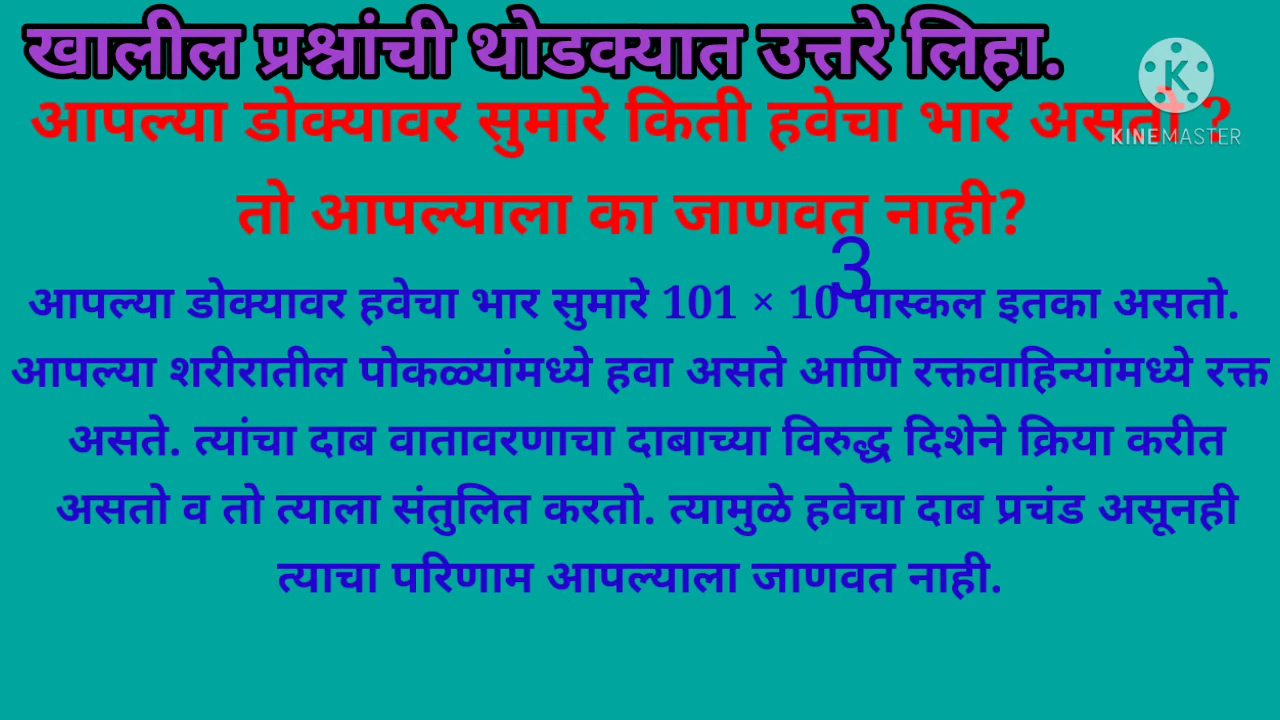 खालील प्रश्नांची थोडक्यात उत्तरे लिहा.
आपल्या डोक्यावर सुमारे किती हवेचा भार असतो ?
KINEMASTER
तो आपल्याला का जाणवत नाही?
आपल्या डोक्यावर हवेचा भार सुमारे 101 × 10³ पास्कल इतका असतो.
आपल्या शरीरातील पोकळ्यांमध्ये हवा असते आणि रक्तवाहिन्यांमध्ये रक्त
असते. त्यांचा दाब वातावरणाचा दाबाच्या विरुद्ध दिशेने क्रिया करीत
असतो व तो त्याला संतुलित करतो. त्यामुळे हवेचा दाब प्रचंड असूनही
त्याचा परिणाम आपल्याला जाणवत नाही.